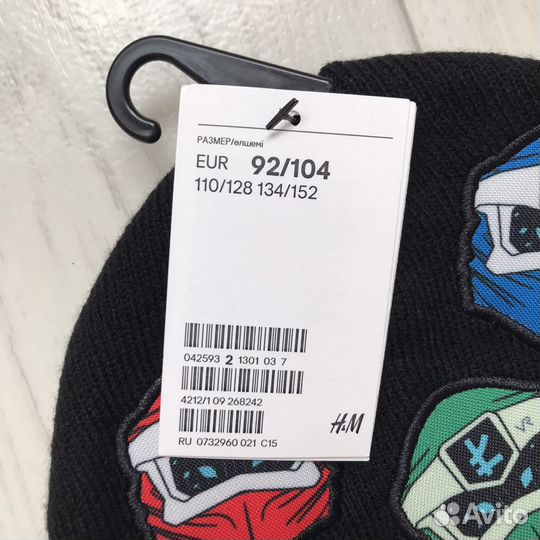 РАЗМЕР/өлшемі
EUR 92/104
110/128 134/152
042593 2 1301 03 7
4212/1 09 268242
H&M
RU 0732960 021 C15
Avito